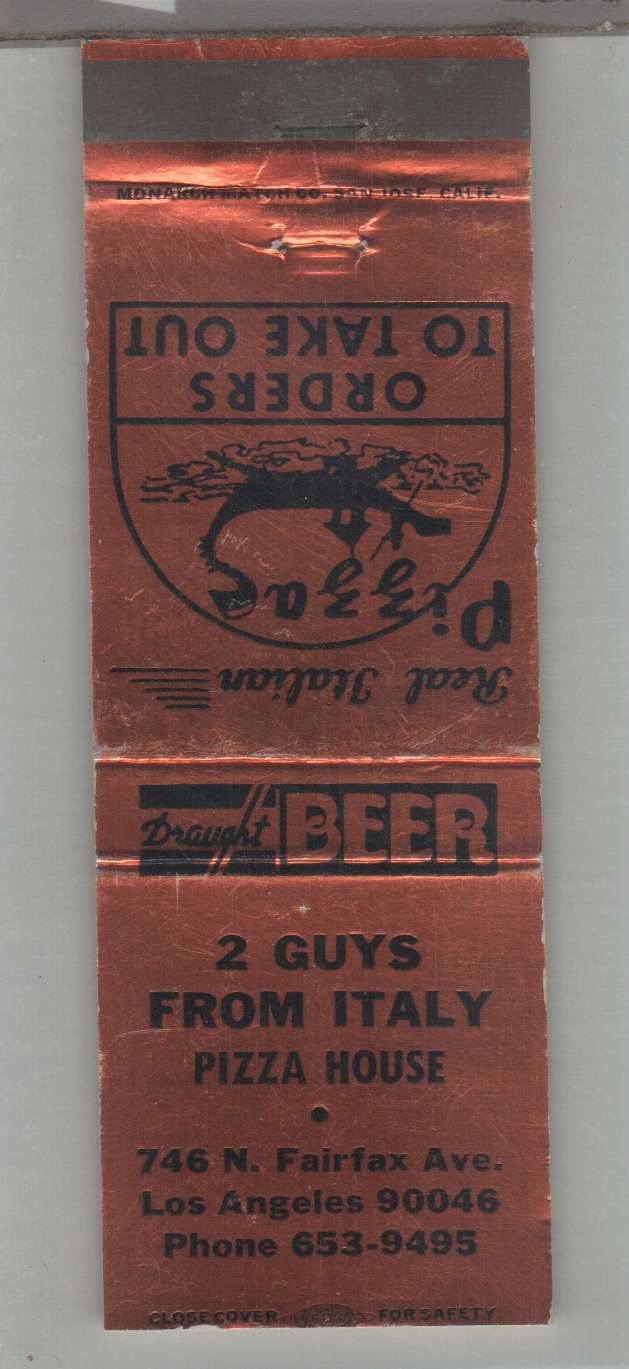 MONARCH MATCH CO. SAN JOSE, CALIF.
Real Italian
Pizza
ORDERS
TO TAKE OUT
Draught BEER
2 GUYS
FROM ITALY
PIZZA HOUSE
746 N. Fairfax Ave.
Los Angeles 90046
Phone 653-9495
CLOSE COVER FOR SAFETY